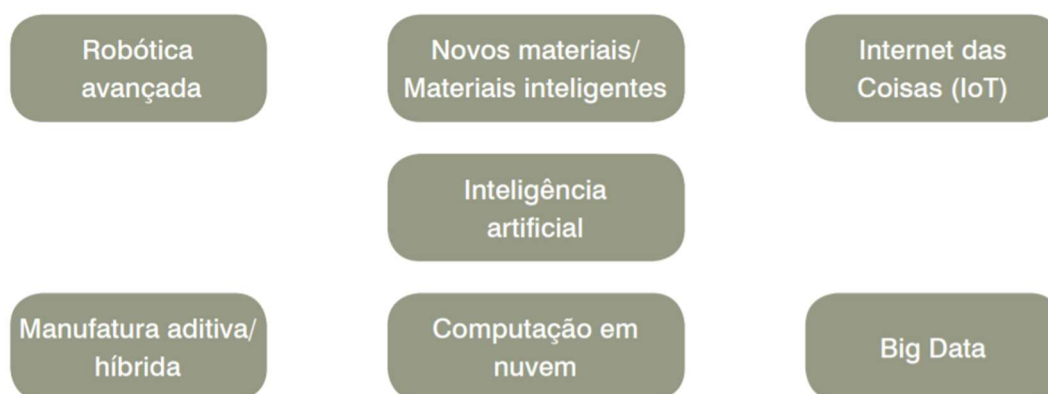 Robótica
avançada
Novos materiais/
Materiais inteligentes
Internet das
Coisas (IoT)
Inteligência
artificial
Manufatura aditiva/
híbrida
Computação em
nuvem
Big Data